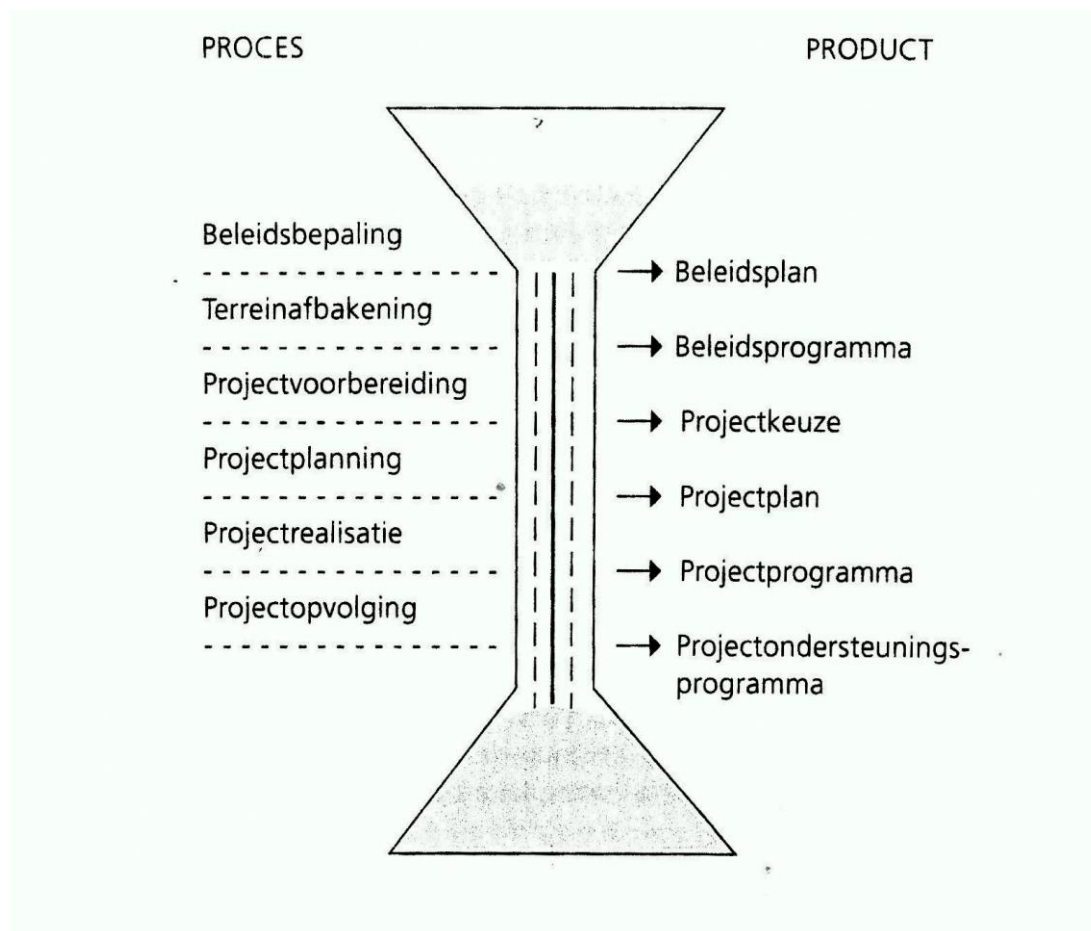 PROCES
PRODUCT
Beleidsbepaling
Beleidsplan
Terreinafbakening
Beleidsprogramma
Projectvoorbereiding
Projectkeuze
Projectplanning
Projectplan
Projectrealisatie
Projectprogramma
Projectopvolging
Projectondersteunings-
programma